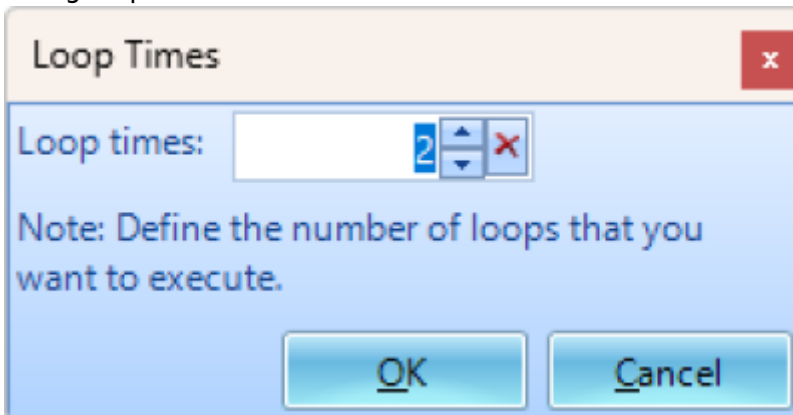 Loop Times
x
Loop times: 2
Note: Define the number of loops that you
want to execute.
OK Cancel